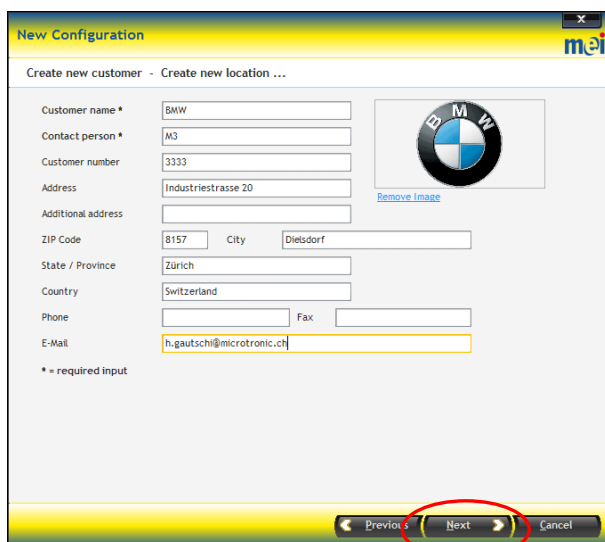 x
New Configuration
mei
Create new customer - Create new location ...
Customer name * BMW
Contact person * M3
Customer number 3333
Address Industriestrasse 20
Additional address
ZIP Code 8157 City Dielsdorf
State / Province Zürich
Country Switzerland
Phone Fax
E-Mail h.gautschi@microtronic.ch
* = required input
BMW
Remove Image
Previous Next Cancel